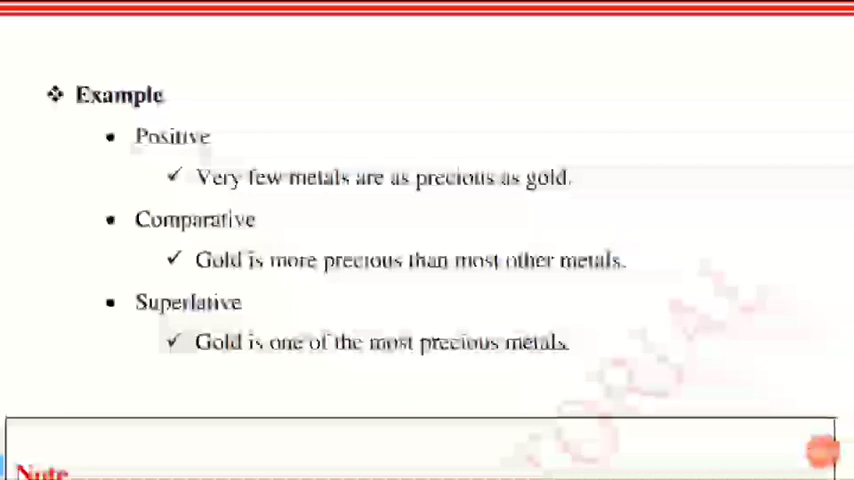 ❖ Example
• Positive
✓ Very few metals are as precious as gold.
• Comparative
✓ Gold is more precious than most other metals.
• Superlative
✓ Gold is one of the most precious metals.
Note